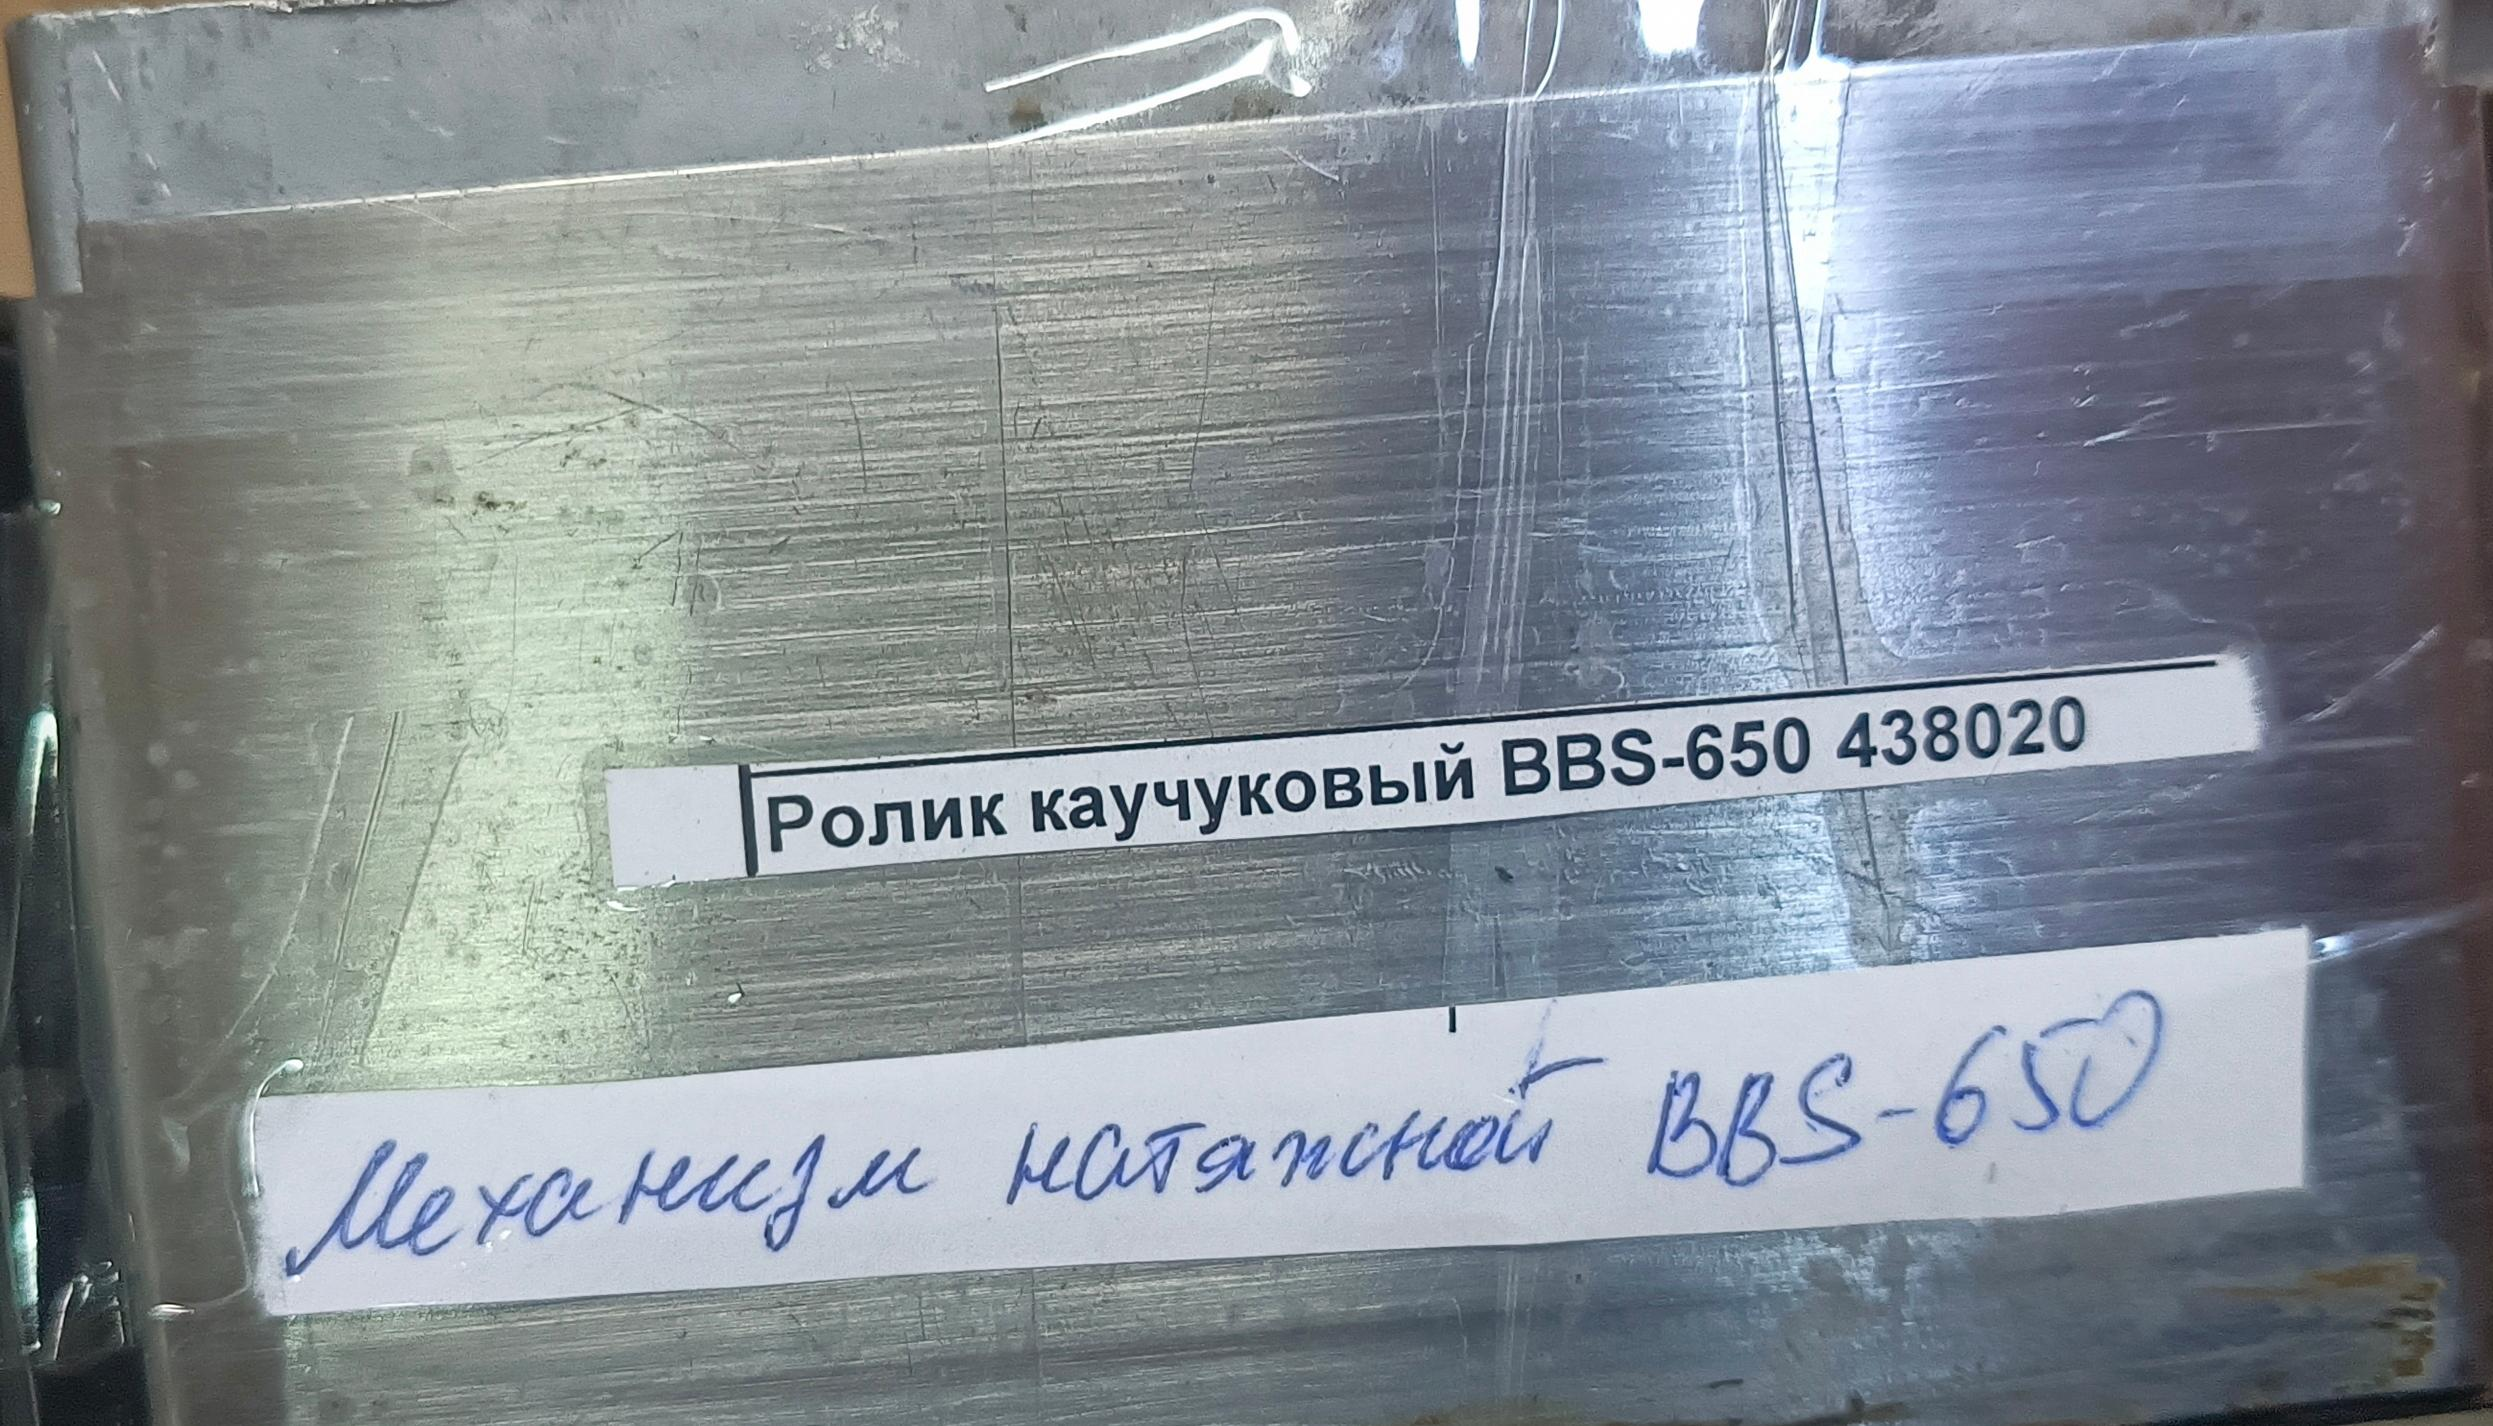 Ролик каучуковый BBS-650 438020
Механизм натяжной BBS-650